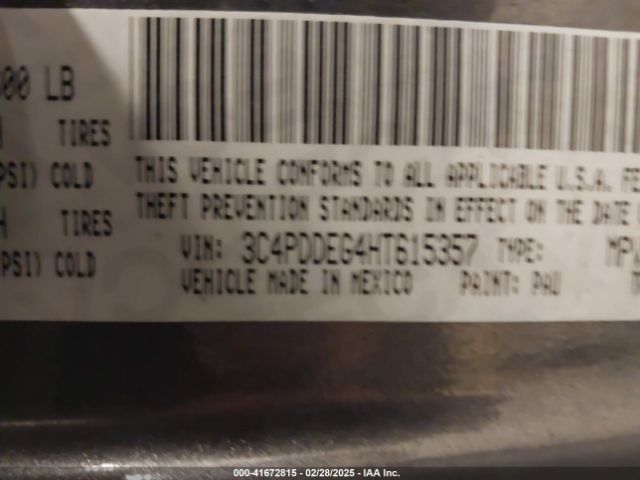 00 LB
TIRES
PSI) COLD
THIS VEHICLE CONFORMS TO ALL APPLICABLE U.S.A. FE
THEFT PREVENTION STANDARDS IN EFFECT ON THE DATE
H TIRES
VIN: 3C4PDDEG4HT615357 TYPE: MPV
PSI) COLD
VEHICLE MADE IN MEXICO PAINT: PAU
000-41672815 - 02/28/2025 - IAA Inc.